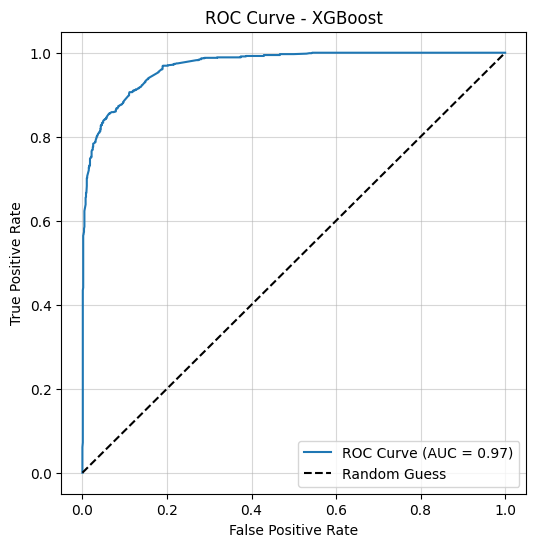 ROC Curve - XGBoost
1.0
0.8
0.6
0.4
0.2
0.0
True Positive Rate
ROC Curve (AUC = 0.97)
Random Guess
0.0 0.2 0.4 0.6 0.8 1.0
False Positive Rate